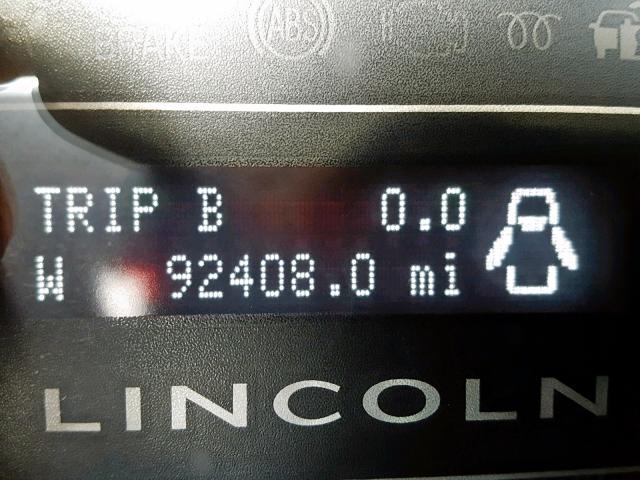 BRAKE ABS
TRIP B 0.0
W 92408.0 mi
LINCOLN